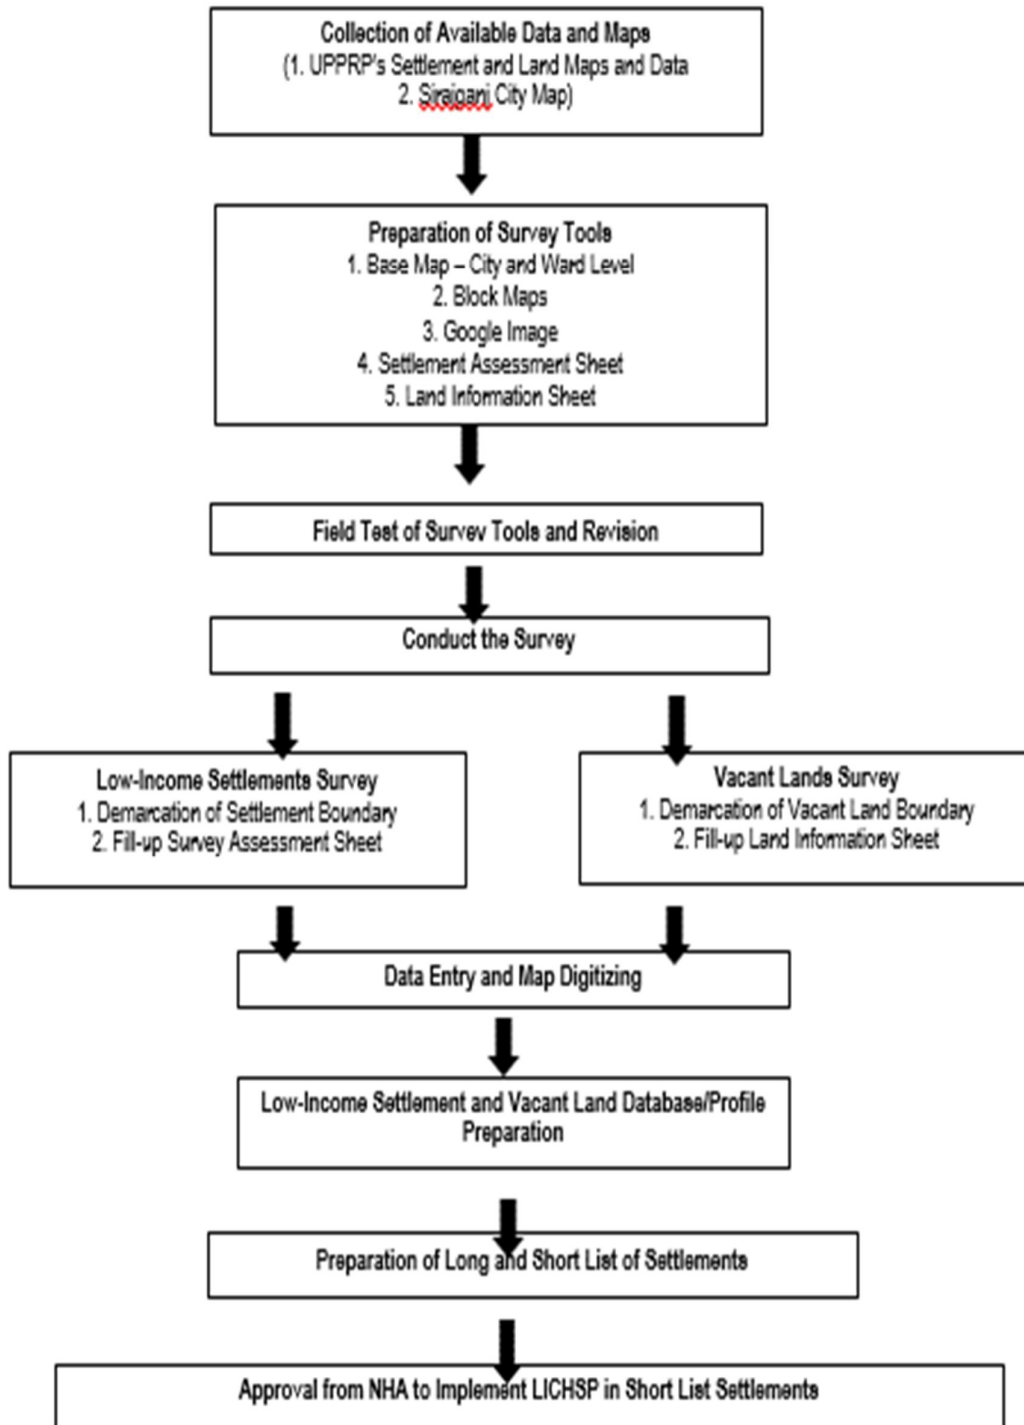 Collection of Available Data and Maps
(1. UPPRP's Settlement and Land Maps and Data
2. Sirajganj City Map)
Preparation of Survey Tools
1. Base Map – City and Ward Level
2. Block Maps
3. Google Image
4. Settlement Assessment Sheet
5. Land Information Sheet
Field Test of Survey Tools and Revision
Conduct the Survey
Low-Income Settlements Survey
1. Demarcation of Settlement Boundary
2. Fill-up Survey Assessment Sheet
Vacant Lands Survey
1. Demarcation of Vacant Land Boundary
2. Fill-up Land Information Sheet
Data Entry and Map Digitizing
Low-Income Settlement and Vacant Land Database/Profile
Preparation
Preparation of Long and Short List of Settlements
Approval from NHA to Implement LICHSP in Short List Settlements